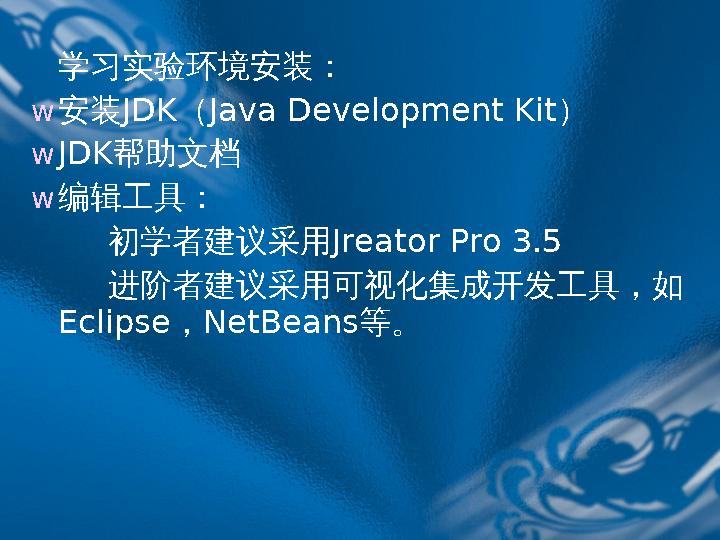 学习实验环境安装：
w安装JDK（Java Development Kit）
wJDK帮助文档
w编辑工具：
初学者建议采用Jreator Pro 3.5
进阶者建议采用可视化集成开发工具，如
Eclipse，NetBeans等。